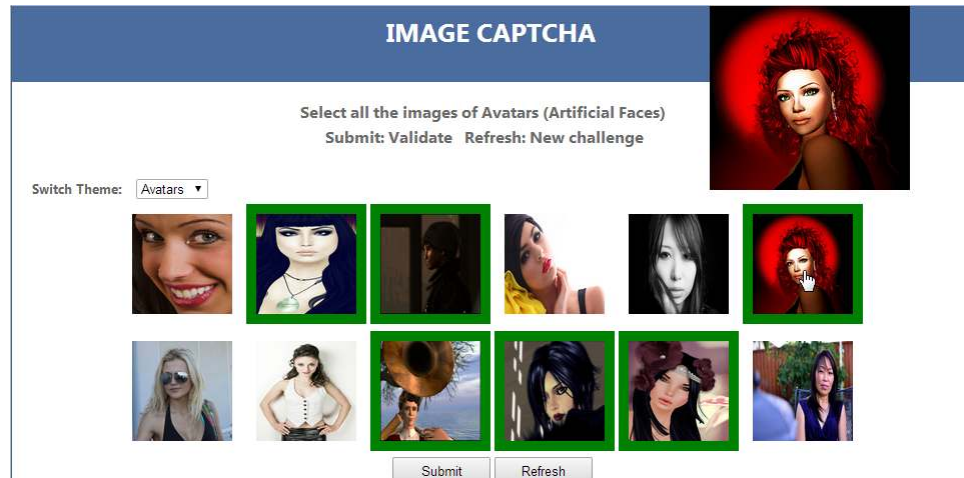 IMAGE CAPTCHA
Select all the images of Avatars (Artificial Faces)
Submit: Validate Refresh: New challenge
Switch Theme: Avatars
Submit Refresh